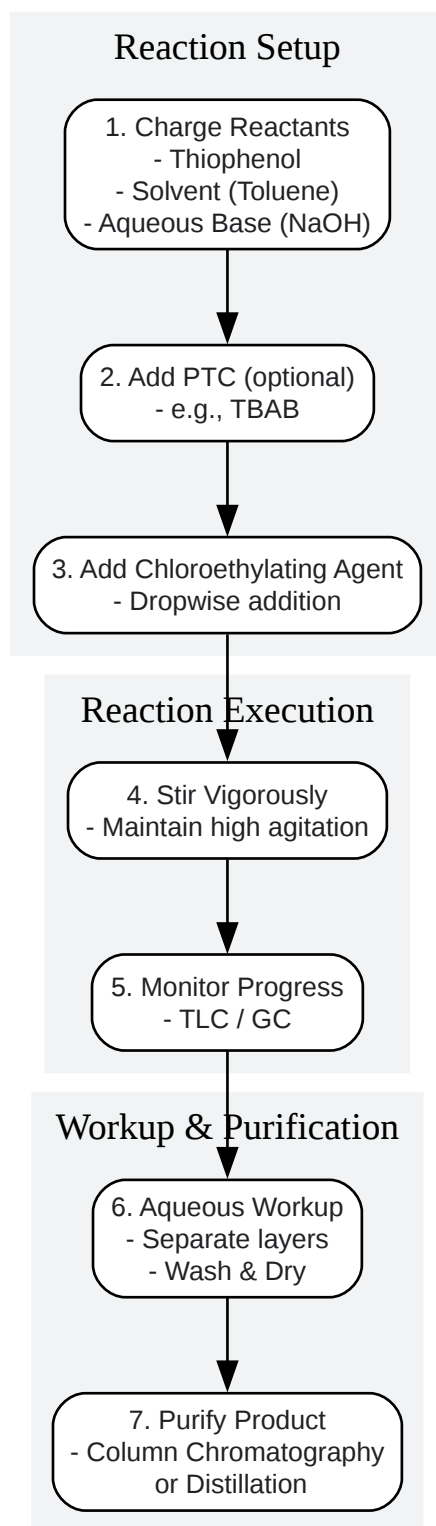 Reaction Setup
1. Charge Reactants
- Thiophenol
- Solvent (Toluene)
- Aqueous Base (NaOH)
2. Add PTC (optional)
- e.g., TBAB
3. Add Chloroethylating Agent
- Dropwise addition
Reaction Execution
4. Stir Vigorously
- Maintain high agitation
5. Monitor Progress
- TLC / GC
Workup & Purification
6. Aqueous Workup
- Separate layers
- Wash & Dry
7. Purify Product
- Column Chromatography
or Distillation